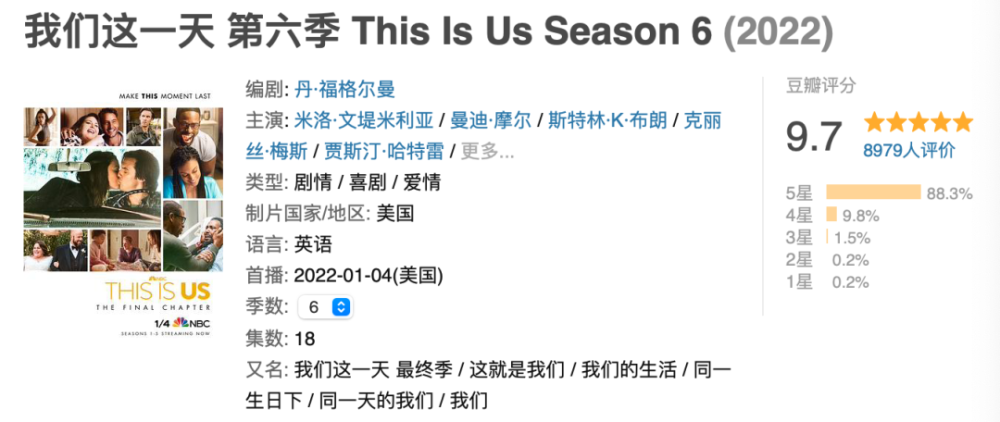 我们这一天 第六季 This Is Us Season 6 (2022)
MAKE THIS MOMENT LAST
NBC
THIS IS US
THE FINAL CHAPTER
1/4 NBC
SEASONS 1-5 STREAMING NOW
编剧: 丹·福格尔曼
主演: 米洛·文堤米利亚 / 曼迪·摩尔 / 斯特林·K·布朗 / 克丽
丝·梅斯 / 贾斯汀·哈特雷 / 更多...
类型: 剧情 / 喜剧 / 爱情
制片国家/地区: 美国
语言: 英语
首播: 2022-01-04(美国)
季数: 6
集数: 18
又名: 我们这一天 最终季 / 这就是我们 / 我们的生活 / 同一
生日下 / 同一天的我们 / 我们
豆瓣评分
9.7
8979人评价
5星 88.3%
4星 9.8%
3星 1.5%
2星 0.2%
1星 0.2%